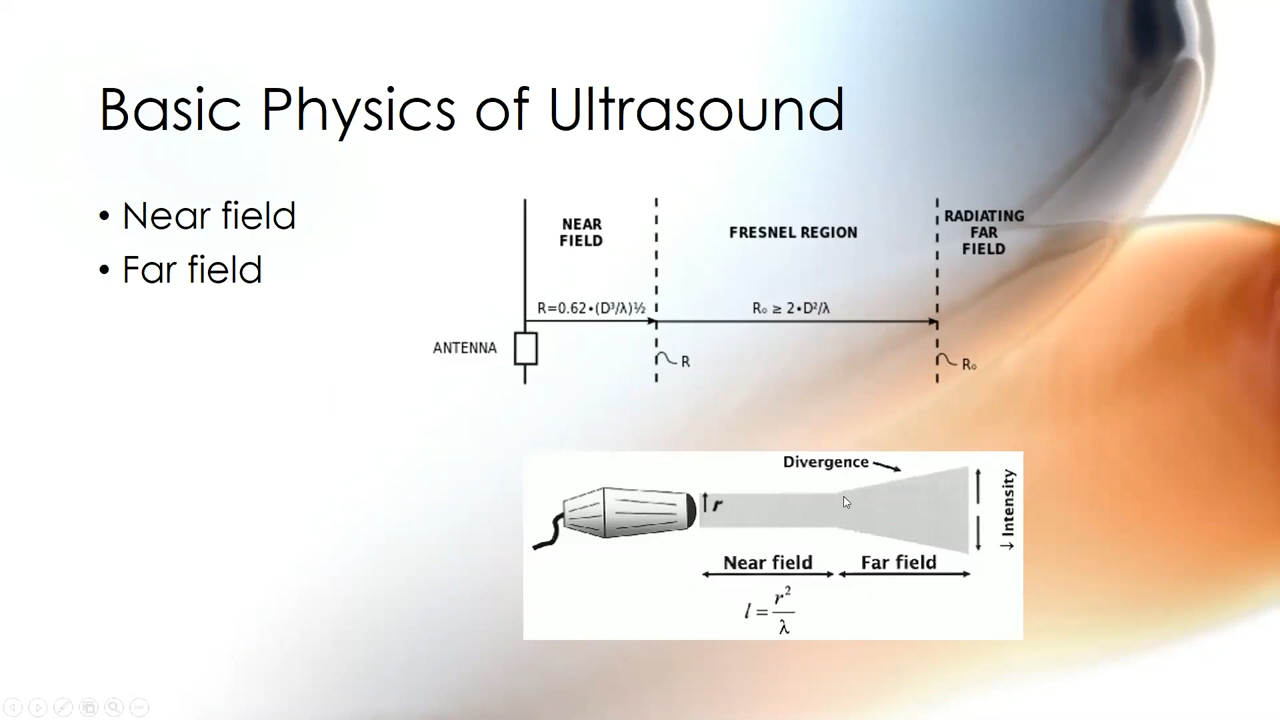 Basic Physics of Ultrasound
• Near field
• Far field
NEAR
FIELD
FRESNEL REGION
RADIATING
FAR
FIELD
R=0.62•(D³/λ)½
R₀ ≥ 2•D²/λ
ANTENNA
R
R₀
Divergence
r
↓ Intensity
Near field
Far field
l = r²/λ